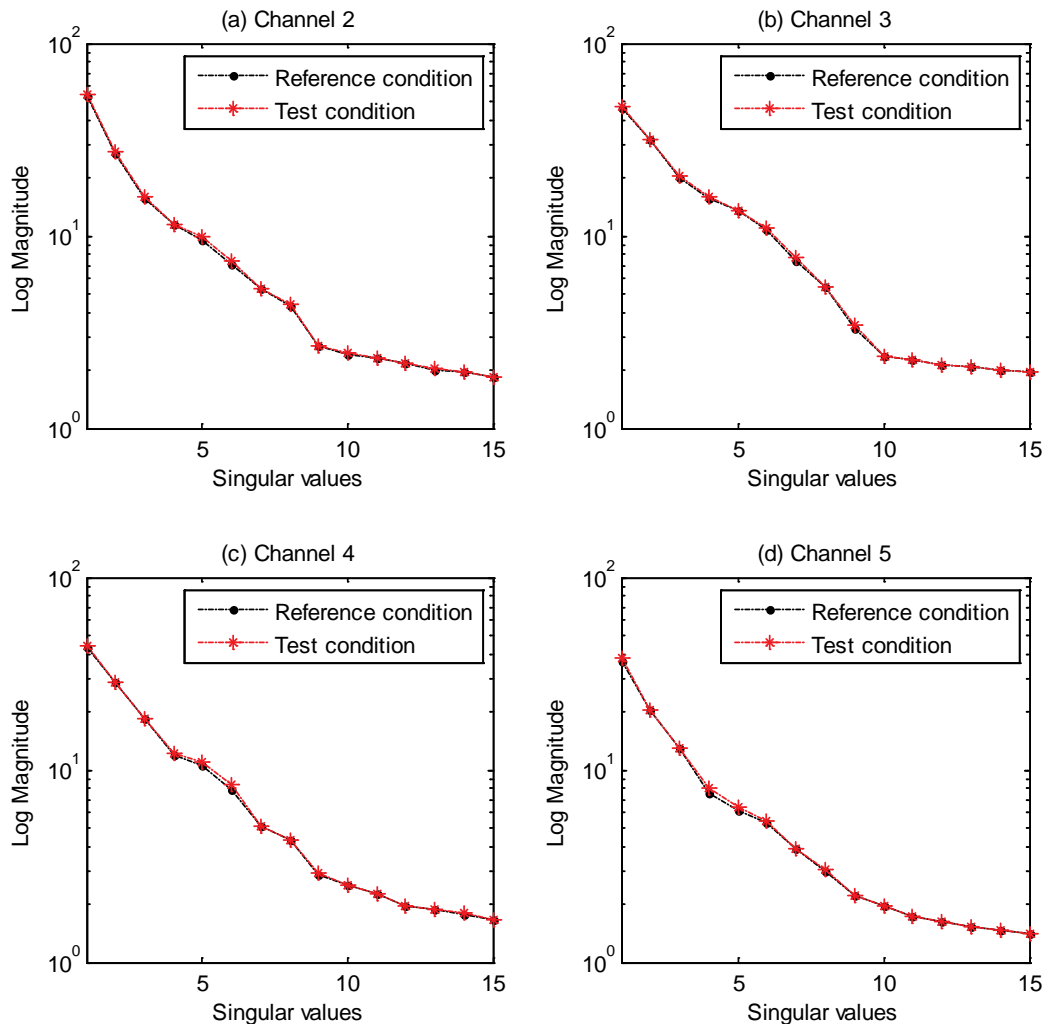 (a) Channel 2
10^2
10^1
10^0
Log Magnitude
Reference condition
Test condition
5
10
15
Singular values
(b) Channel 3
10^2
10^1
10^0
Log Magnitude
Reference condition
Test condition
5
10
15
Singular values
(c) Channel 4
10^2
10^1
10^0
Log Magnitude
Reference condition
Test condition
5
10
15
Singular values
(d) Channel 5
10^2
10^1
10^0
Log Magnitude
Reference condition
Test condition
5
10
15
Singular values